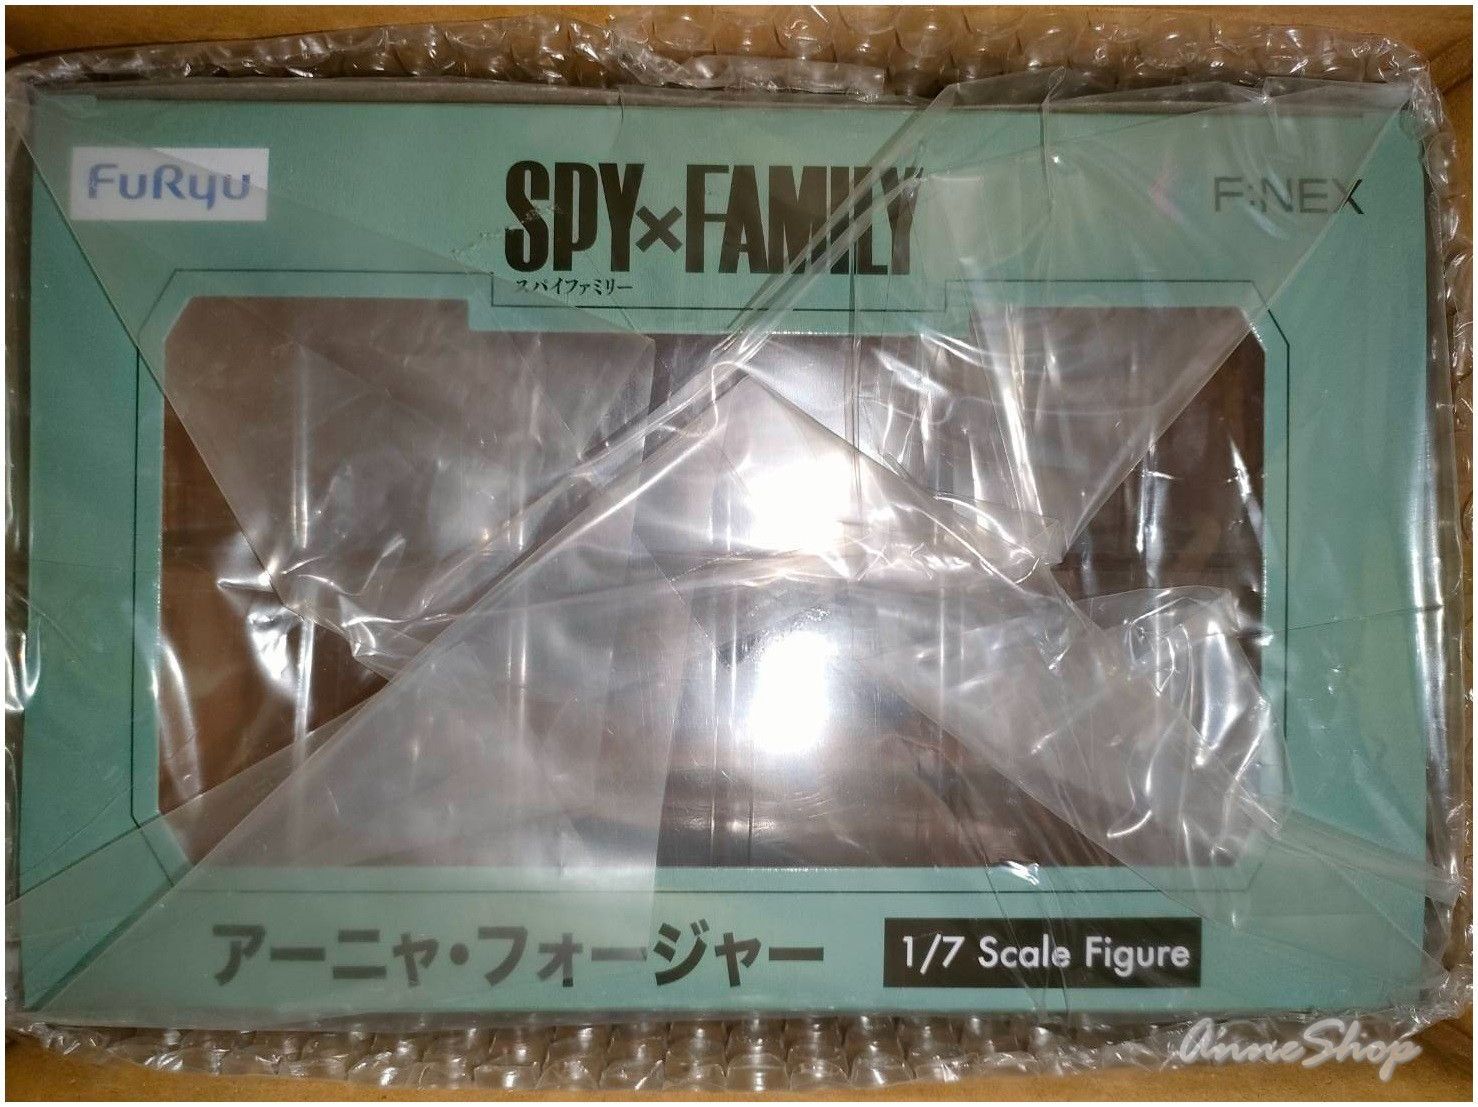 FuRyu
SPY×FAMILY
F:NEX
スパイファミリー
アーニャ・フォージャー
1/7 Scale Figure
AnneShop